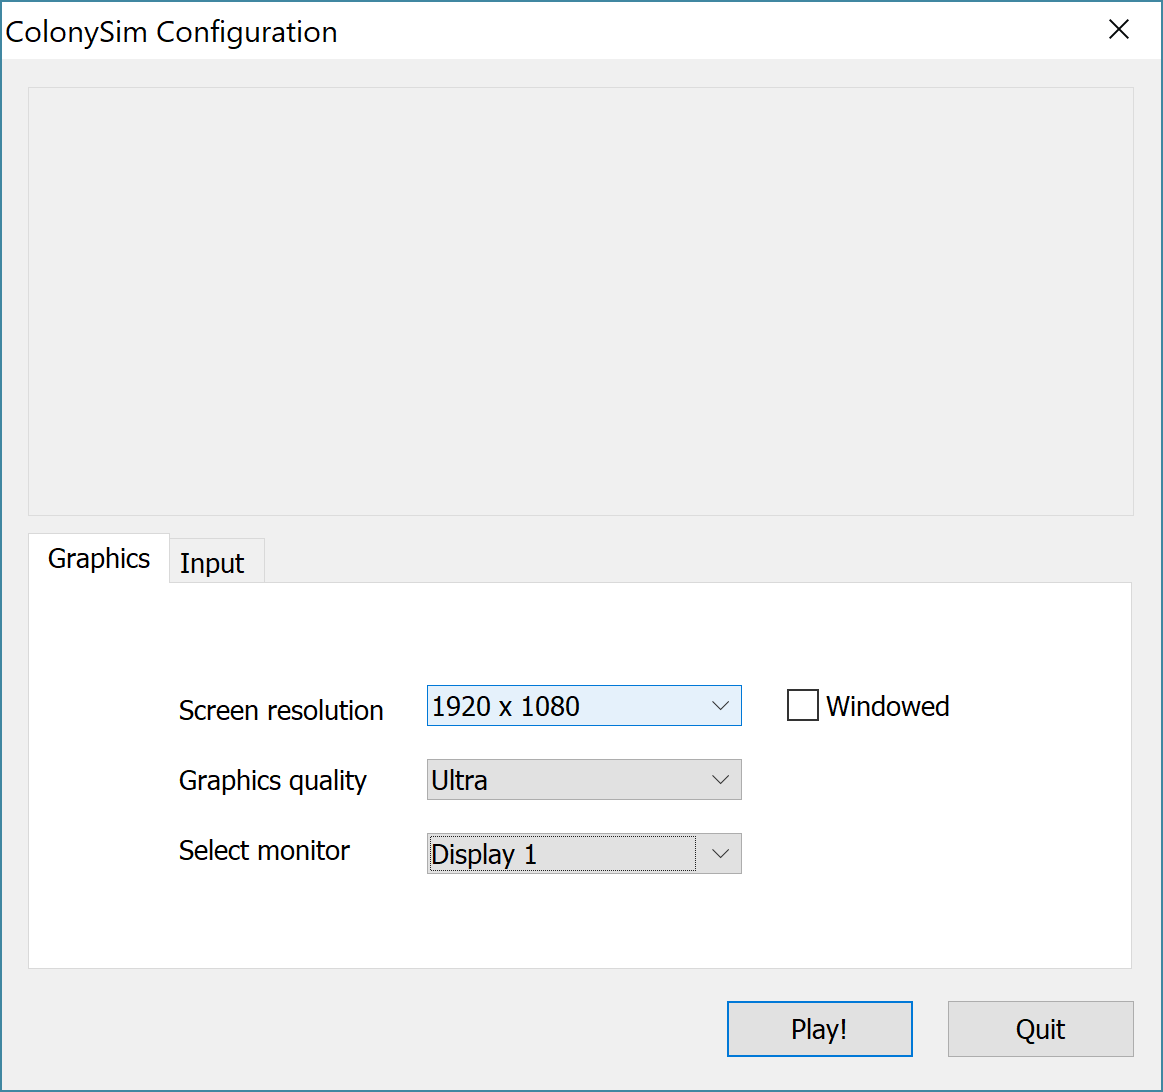 ColonySim Configuration
Graphics
Input
Screen resolution
1920 x 1080
Windowed
Graphics quality
Ultra
Select monitor
Display 1
Play!
Quit